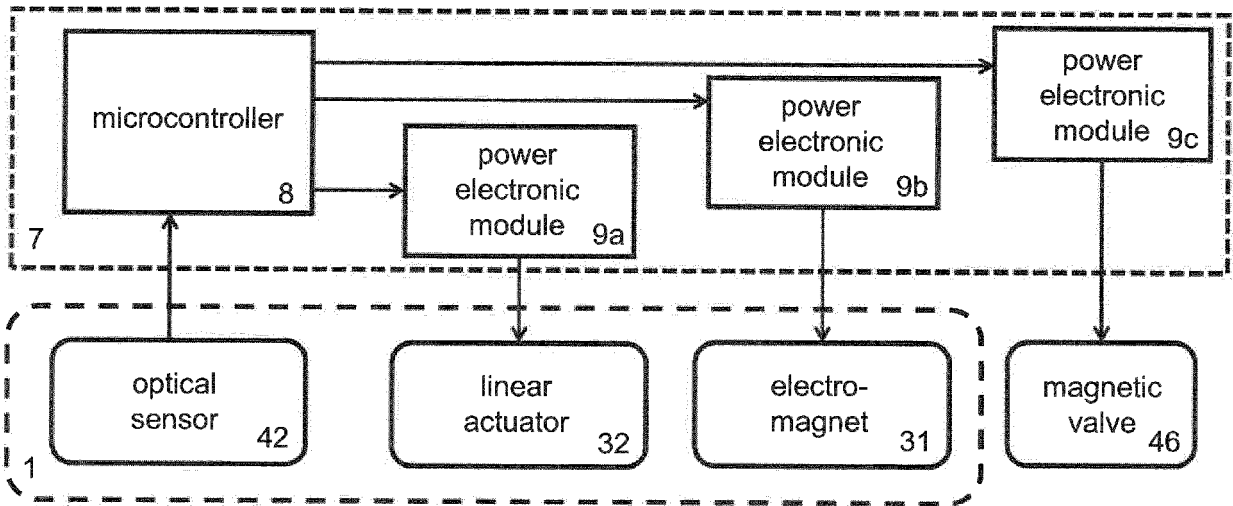 microcontroller
8
power
electronic
module
9a
power
electronic
module
9b
power
electronic
module
9c
7
optical
sensor
42
linear
actuator
32
electro-
magnet
31
magnetic
valve
46
1